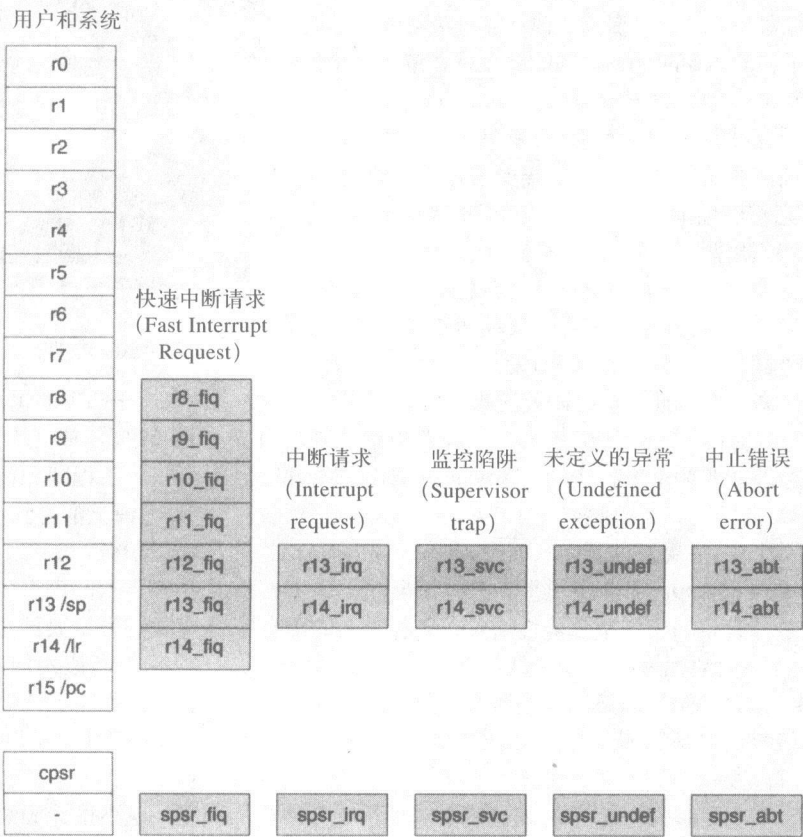 用户和系统
r0
r1
r2
r3
r4
r5
快速中断请求
r6
(Fast Interrupt
r7
Request)
r8 r8_fiq
r9 r9_fiq
中断请求 监控陷阱 未定义的异常 中止错误
r10 r10_fiq
(Interrupt (Supervisor (Undefined (Abort
r11 r11_fiq
request) trap) exception) error)
r12 r12_fiq r13_irq r13_svc r13_undef r13_abt
r13 /sp r13_fiq r14_irq r14_svc r14_undef r14_abt
r14 /lr r14_fiq
r15 /pc
cpsr
- spsr_fiq spsr_irq spsr_svc spsr_undef spsr_abt